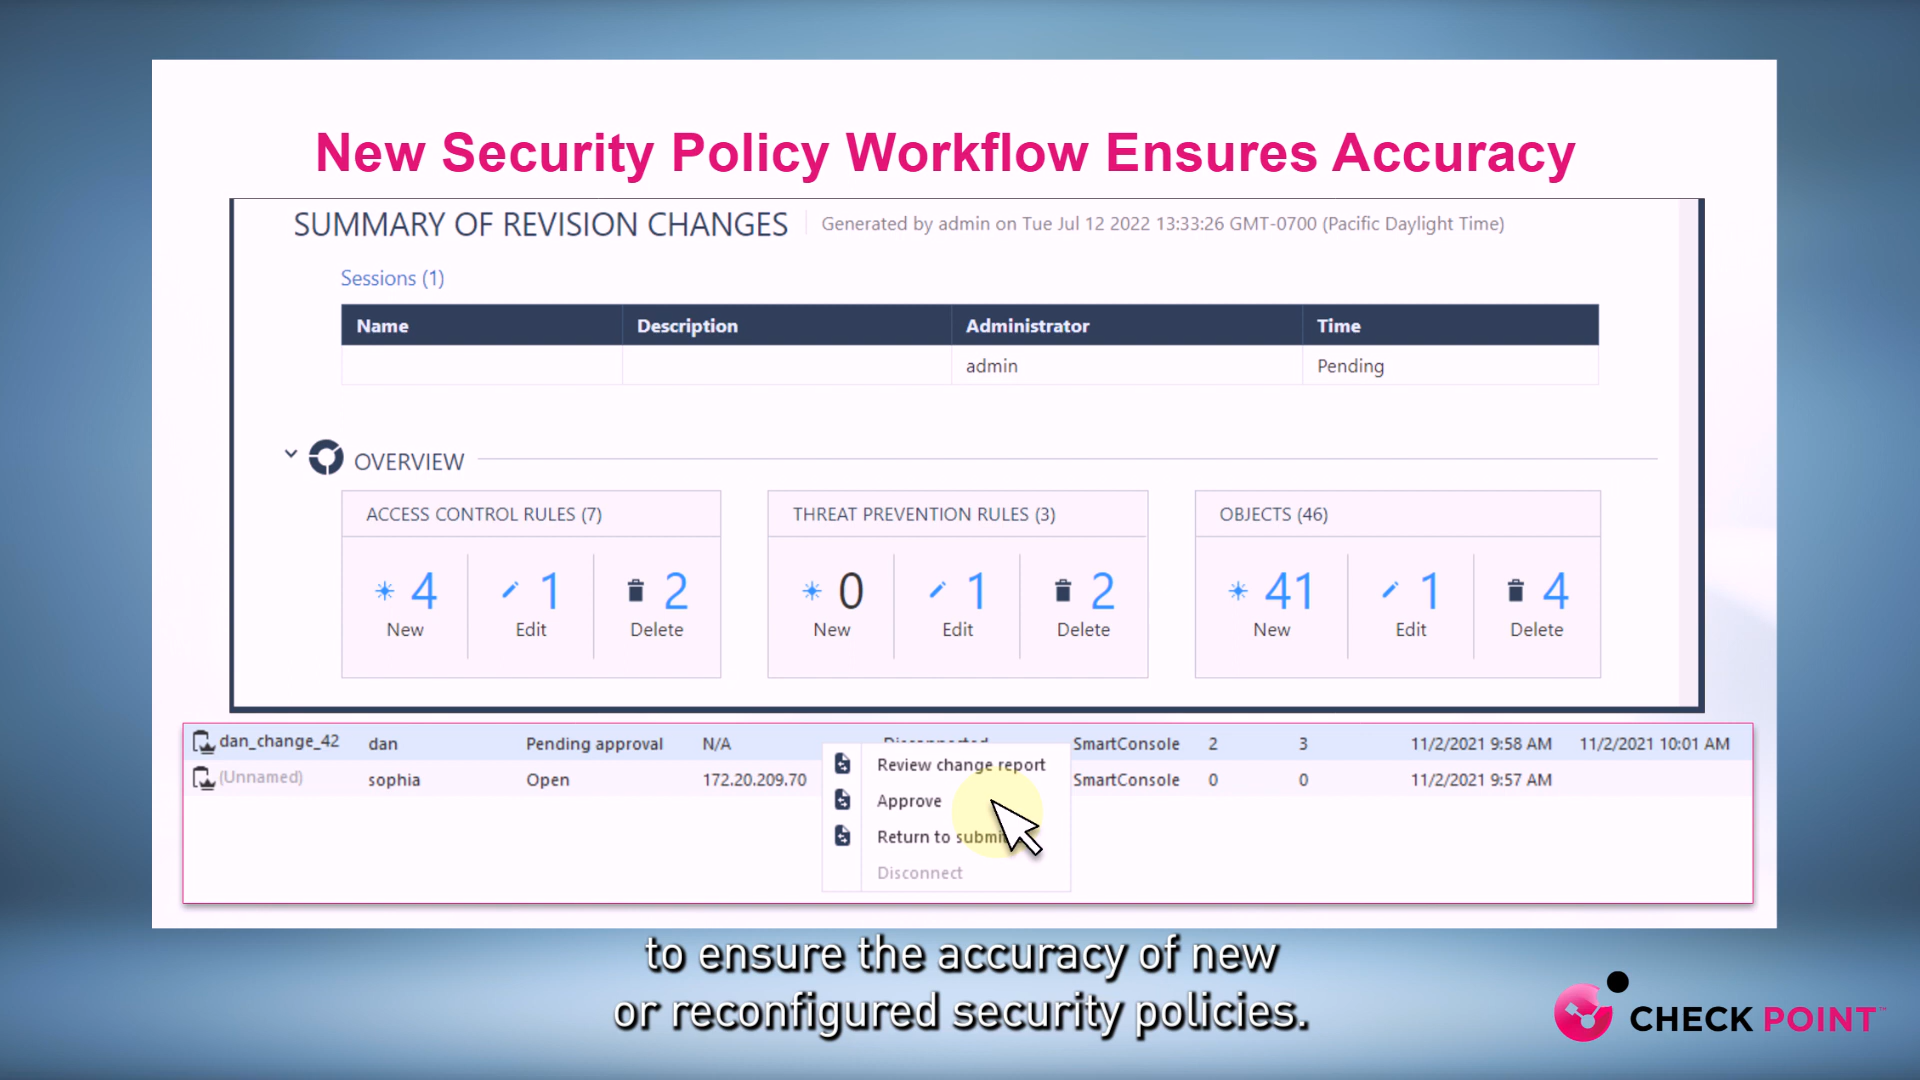 New Security Policy Workflow Ensures Accuracy
SUMMARY OF REVISION CHANGES Generated by admin on Tue Jul 12 2022 13:33:26 GMT-0700 (Pacific Daylight Time)
Sessions (1)
Name Description Administrator Time
admin Pending
OVERVIEW
ACCESS CONTROL RULES (7) THREAT PREVENTION RULES (3) OBJECTS (46)
4 1 2 0 1 2 41 1 4
New Edit Delete New Edit Delete New Edit Delete
dan_change_42 dan Pending approval N/A SmartConsole 2 3 11/2/2021 9:58 AM 11/2/2021 10:01 AM
Review change report
(Unnamed) sophia Open 172.20.209.70 SmartConsole 0 0 11/2/2021 9:57 AM
Approve
Return to
Disconnect
to ensure the accuracy of new
or reconfigured security policies.
CHECK POINT™